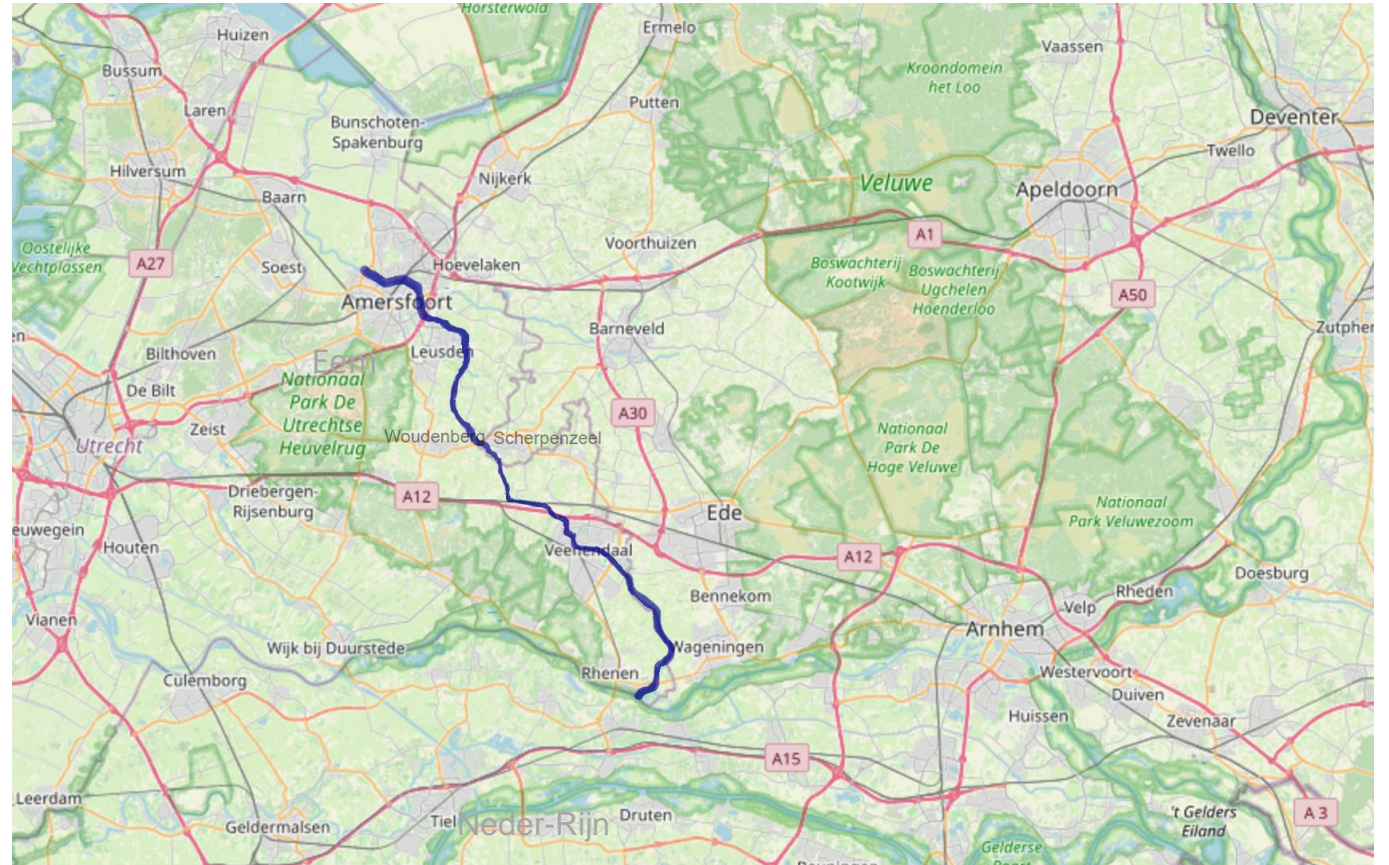 Horsterwold
Huizen
Ermelo
Vaassen
Bussum
Kroondomein
het Loo
Laren
Putten
Bunschoten-
Spakenburg
Deventer
Twello
Hilversum
Nijkerk
Veluwe
Apeldoorn
Baarn
A1
Voorthuizen
Oostelijke
Vechtplassen
A27
Soest
Hoevelaken
Boswachterij
Kootwijk
Boswachterij
Ugchelen
Hoenderloo
A50
Amersfoort
Barneveld
Zutphen
Bilthoven
Leusden
Eem
Nationaal
Park De
Utrechtse
Heuvelrug
De Bilt
A30
Zeist
Utrecht
Woudenberg
Scherpenzeel
Nationaal
Park De
Hoge Veluwe
Driebergen-
Rijsenburg
A12
Ede
Nationaal
Park Veluwezoom
euwegein
Houten
Veenendaal
A12
Doesburg
Bennekom
Rheden
Velp
Vianen
Arnhem
Wijk bij Duurstede
Wageningen
Rhenen
Westervoort
Culemborg
Duiven
Huissen
Zevenaar
A15
Leerdam
Geldermalsen
Tiel
Neder-Rijn
Druten
't Gelders
Eiland
A 3
Gelderse